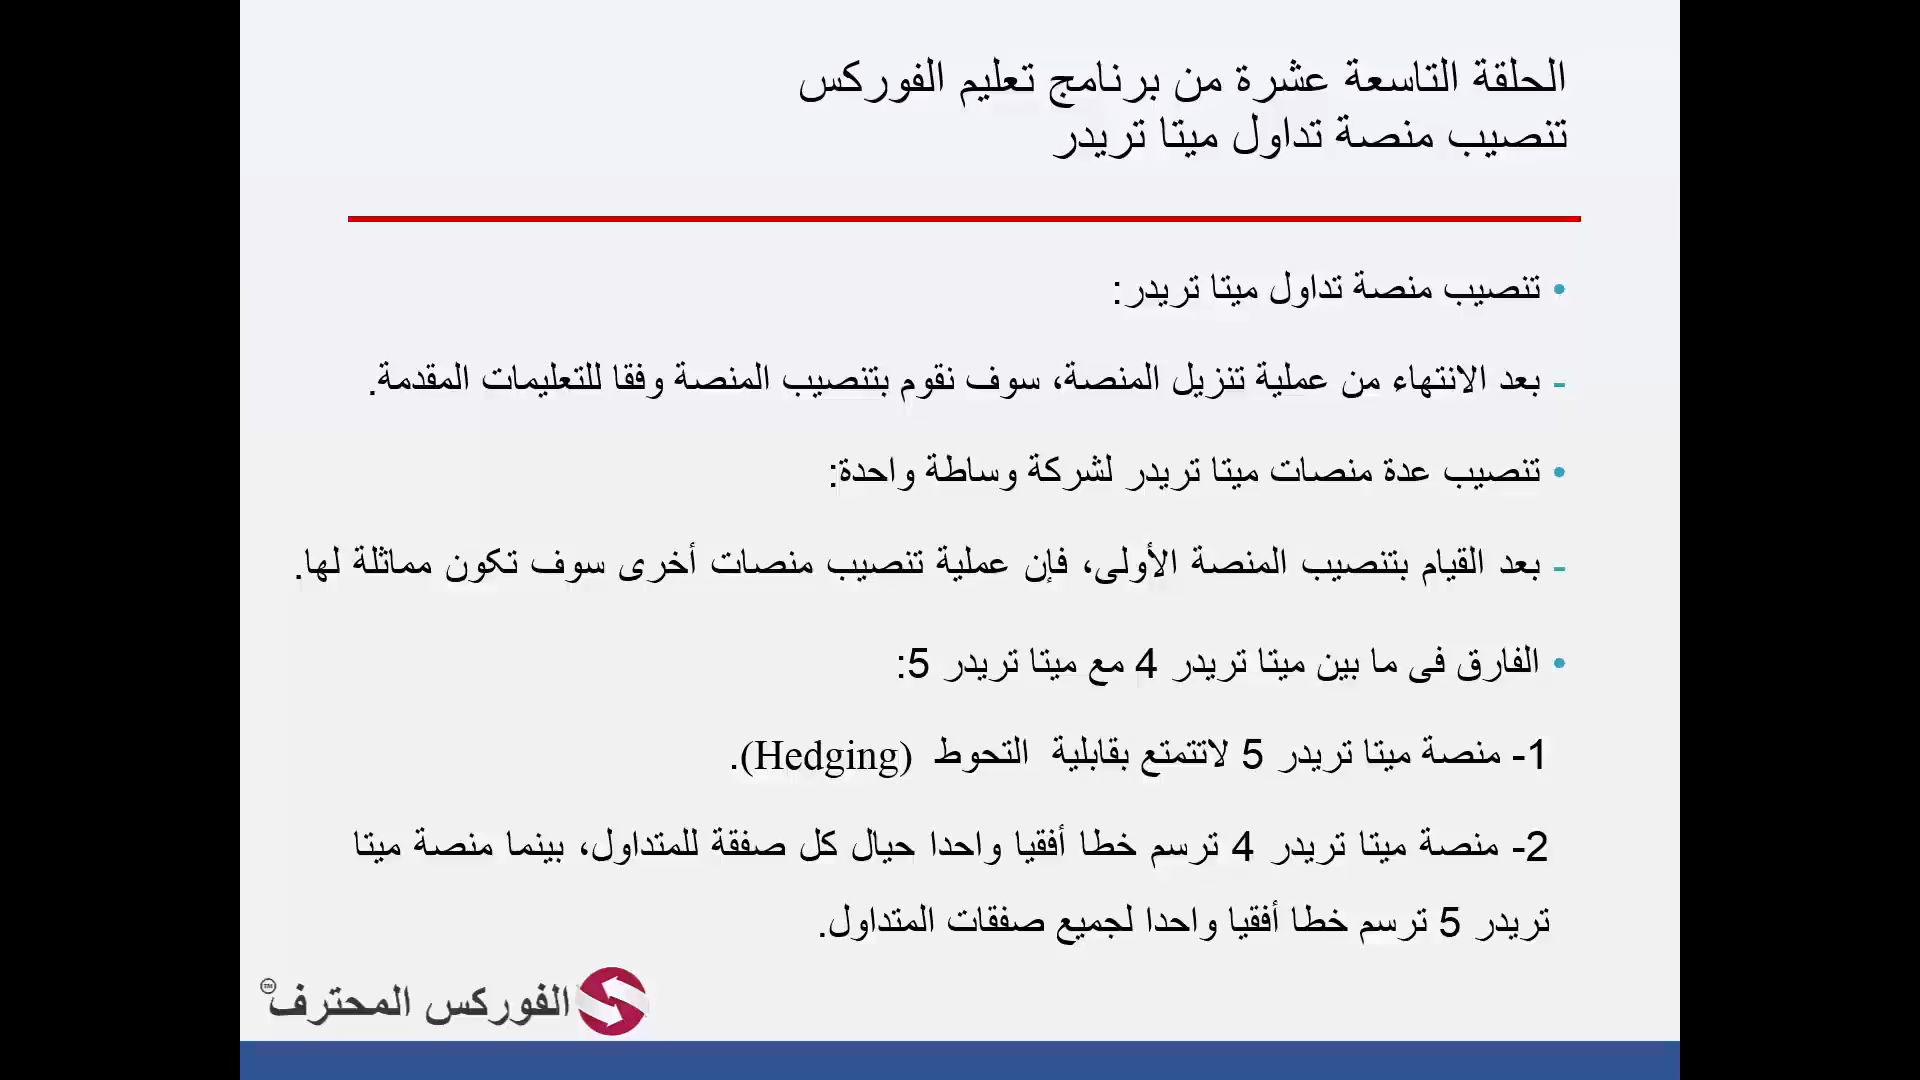 الحلقة التاسعة عشرة من برنامج تعليم الفوركس
تنصيب منصة تداول ميتا تريدر
• تنصيب منصة تداول ميتا تريدر:
- بعد الانتهاء من عملية تنزيل المنصة، سوف نقوم بتنصيب المنصة وفقا للتعليمات المقدمة.
• تنصيب عدة منصات ميتا تريدر لشركة وساطة واحدة:
- بعد القيام بتنصيب المنصة الأولى، فإن عملية تنصيب منصات أخرى سوف تكون مماثلة لها.
• الفارق فى ما بين ميتا تريدر 4 مع ميتا تريدر 5:
1- منصة ميتا تريدر 5 لاتتمتع بقابلية التحوط (Hedging).
2- منصة ميتا تريدر 4 ترسم خطا أفقيا واحدا حيال كل صفقة للمتداول، بينما منصة ميتا
تريدر 5 ترسم خطا أفقيا واحدا لجميع صفقات المتداول.
الفوركس المحترف TM